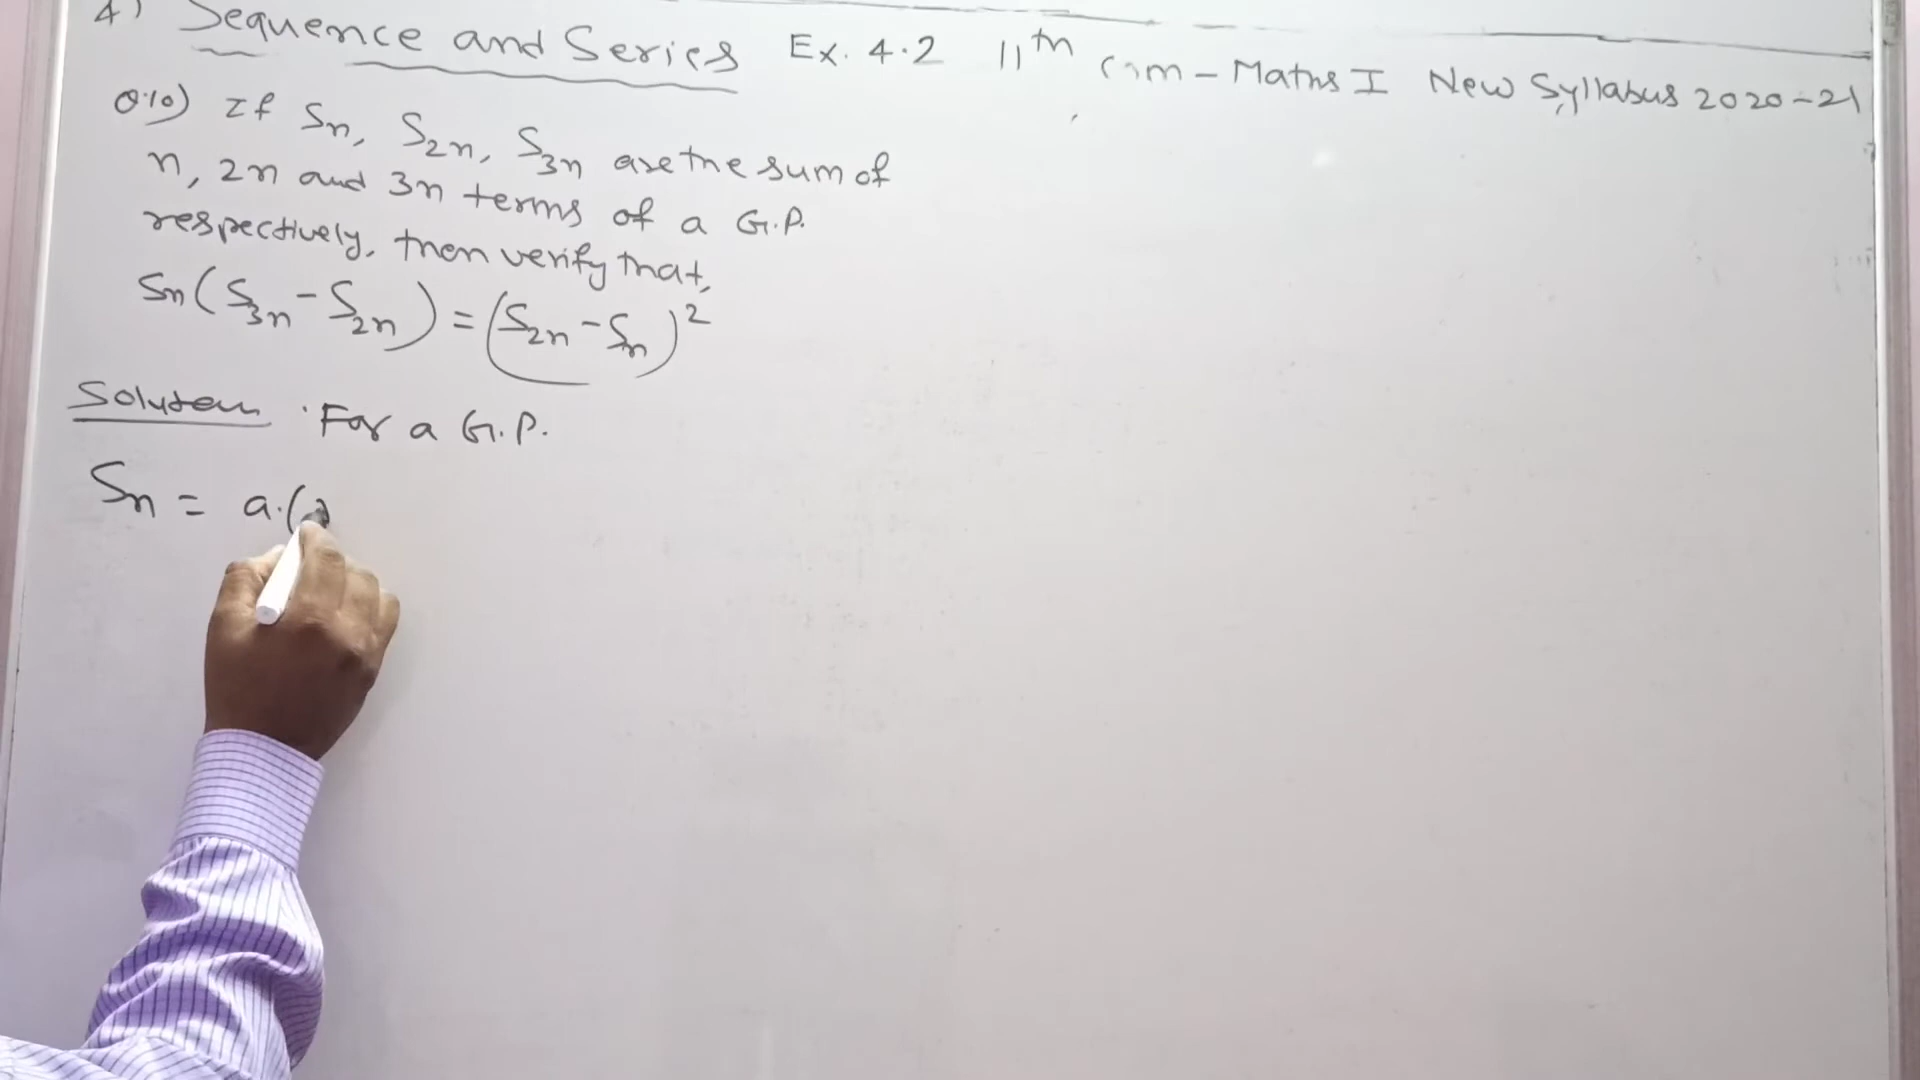 4) Sequence and Series Ex. 4.2 11th Com - Maths I New Syllabus 2020-21
Q.10) If Sn, S2n, S3n are the sum of
n, 2n and 3n terms of a G.P.
respectively, then verify that,
Sn(S3n - S2n) = (S2n - Sn)²
Solution : For a G.P.
Sn = a.(